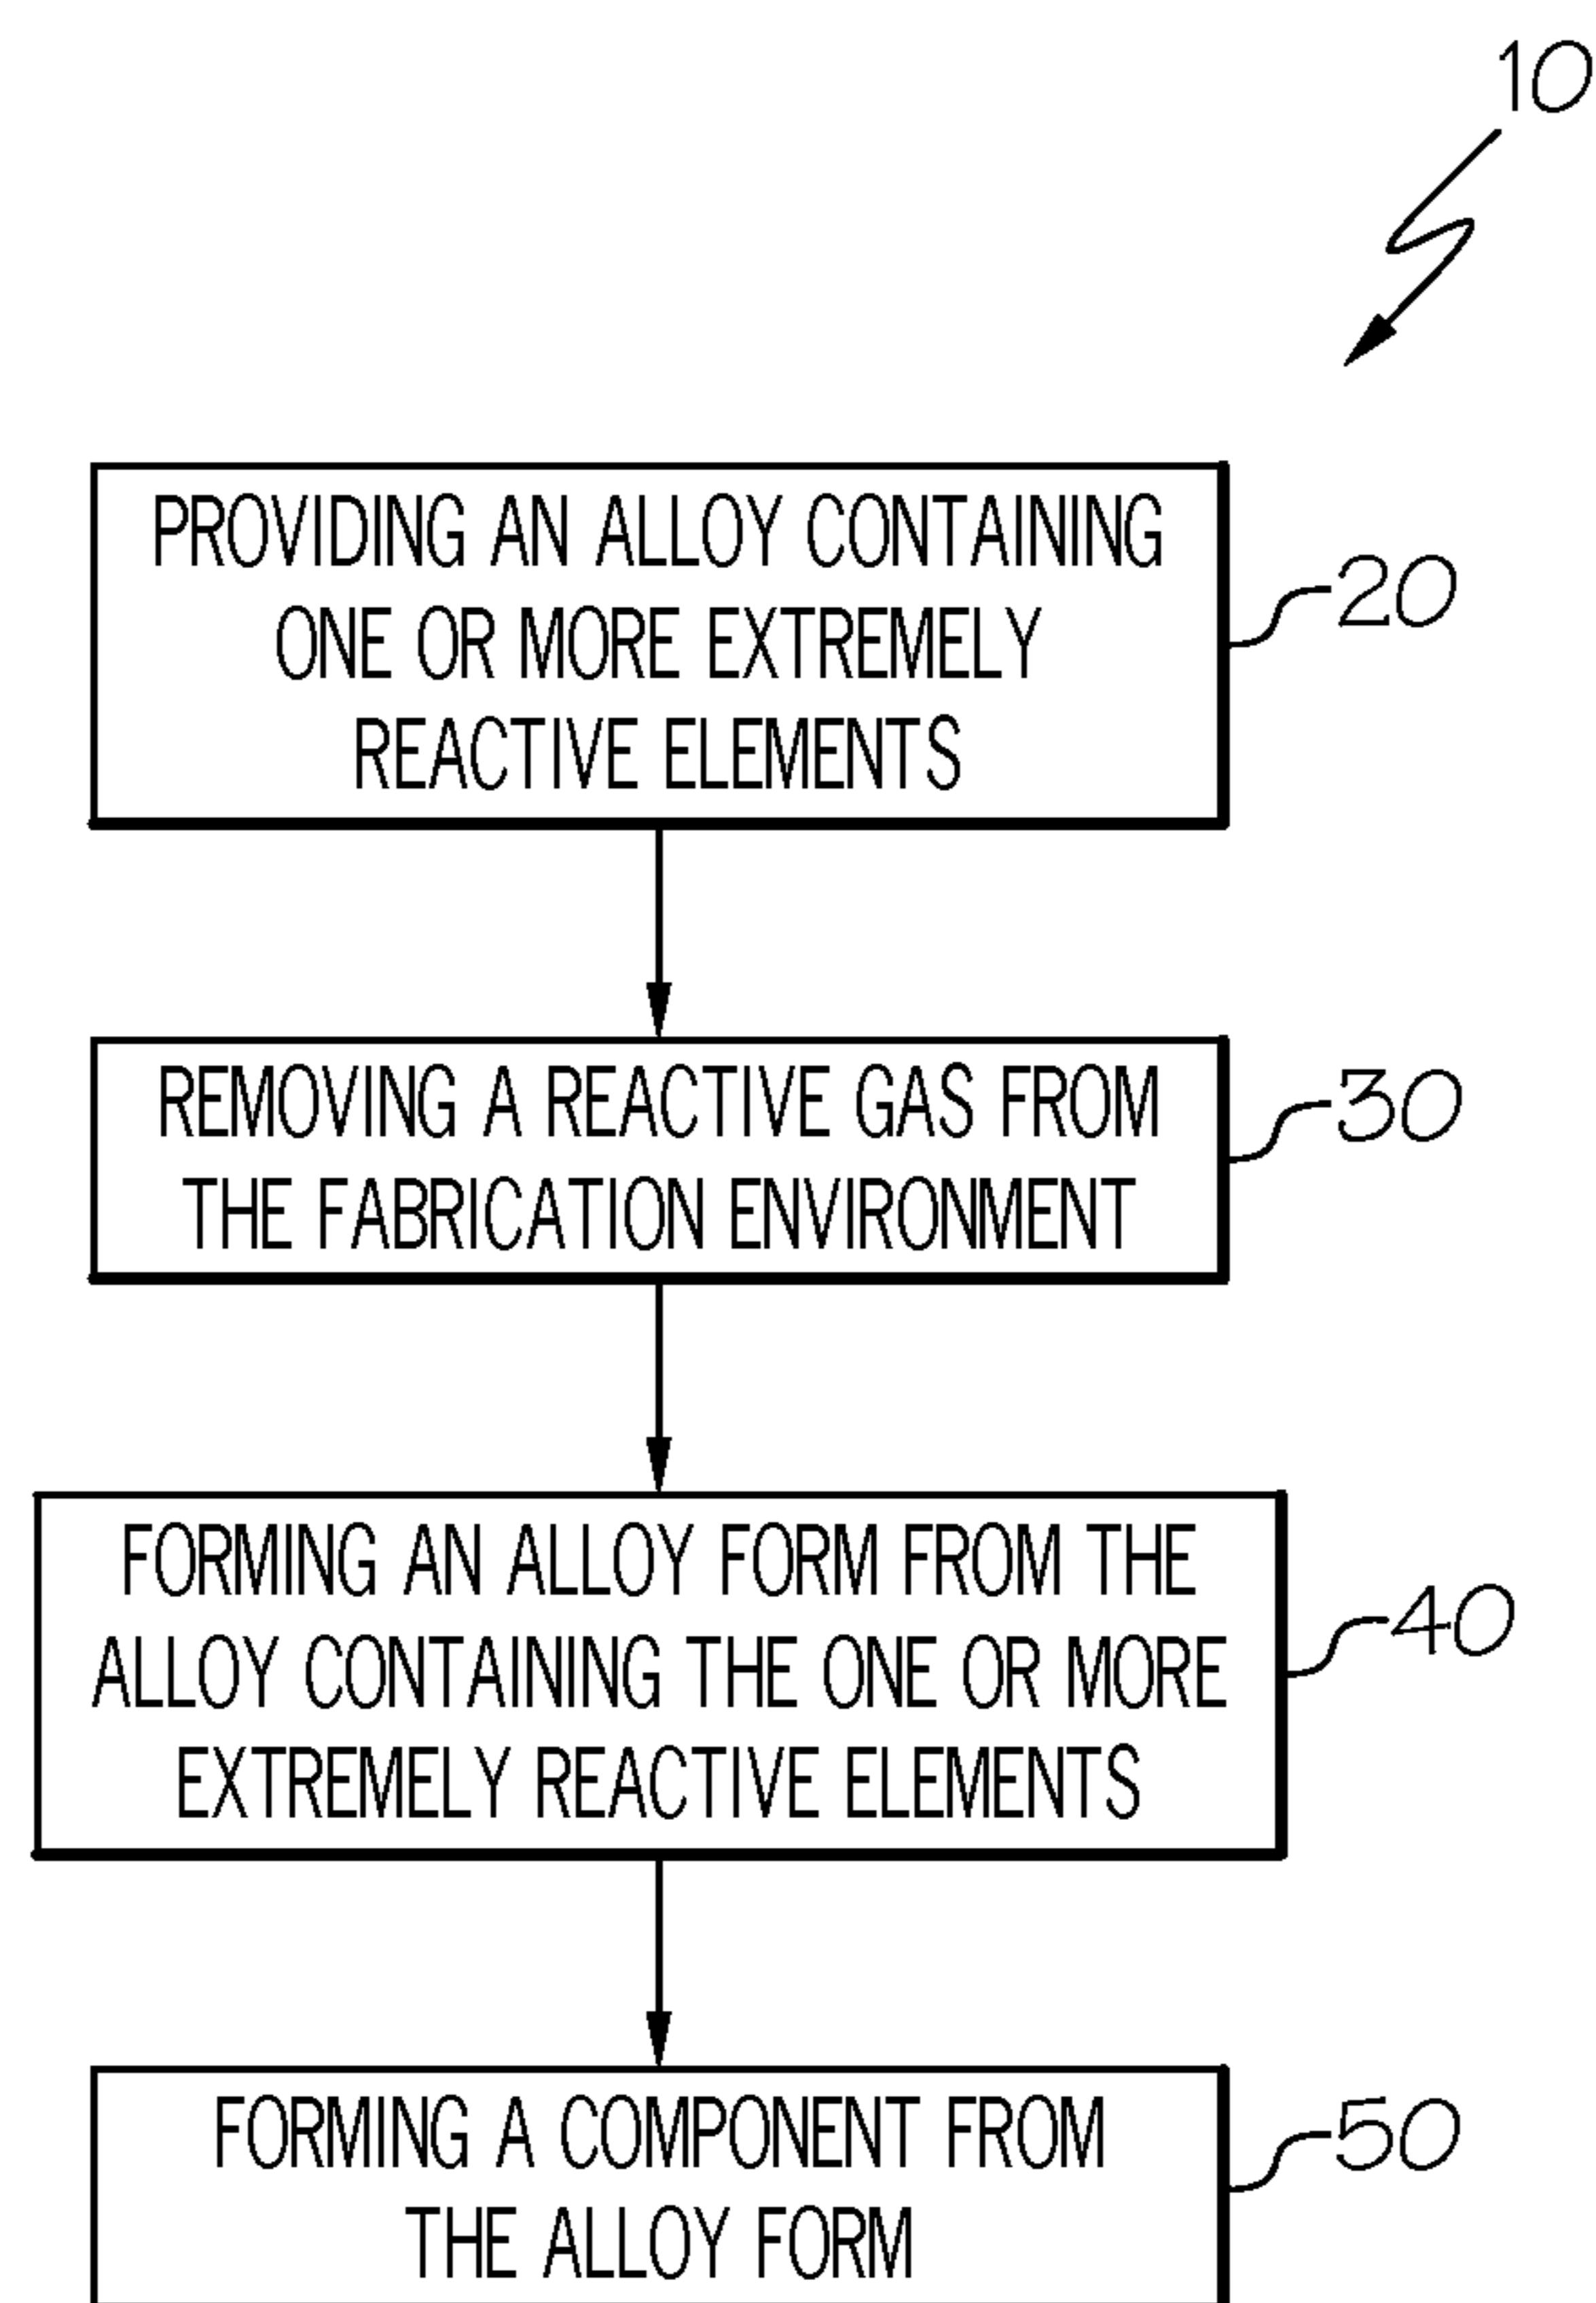 10
PROVIDING AN ALLOY CONTAINING
ONE OR MORE EXTREMELY
REACTIVE ELEMENTS
20
REMOVING A REACTIVE GAS FROM
THE FABRICATION ENVIRONMENT
30
FORMING AN ALLOY FORM FROM THE
ALLOY CONTAINING THE ONE OR MORE
EXTREMELY REACTIVE ELEMENTS
40
FORMING A COMPONENT FROM
THE ALLOY FORM
50